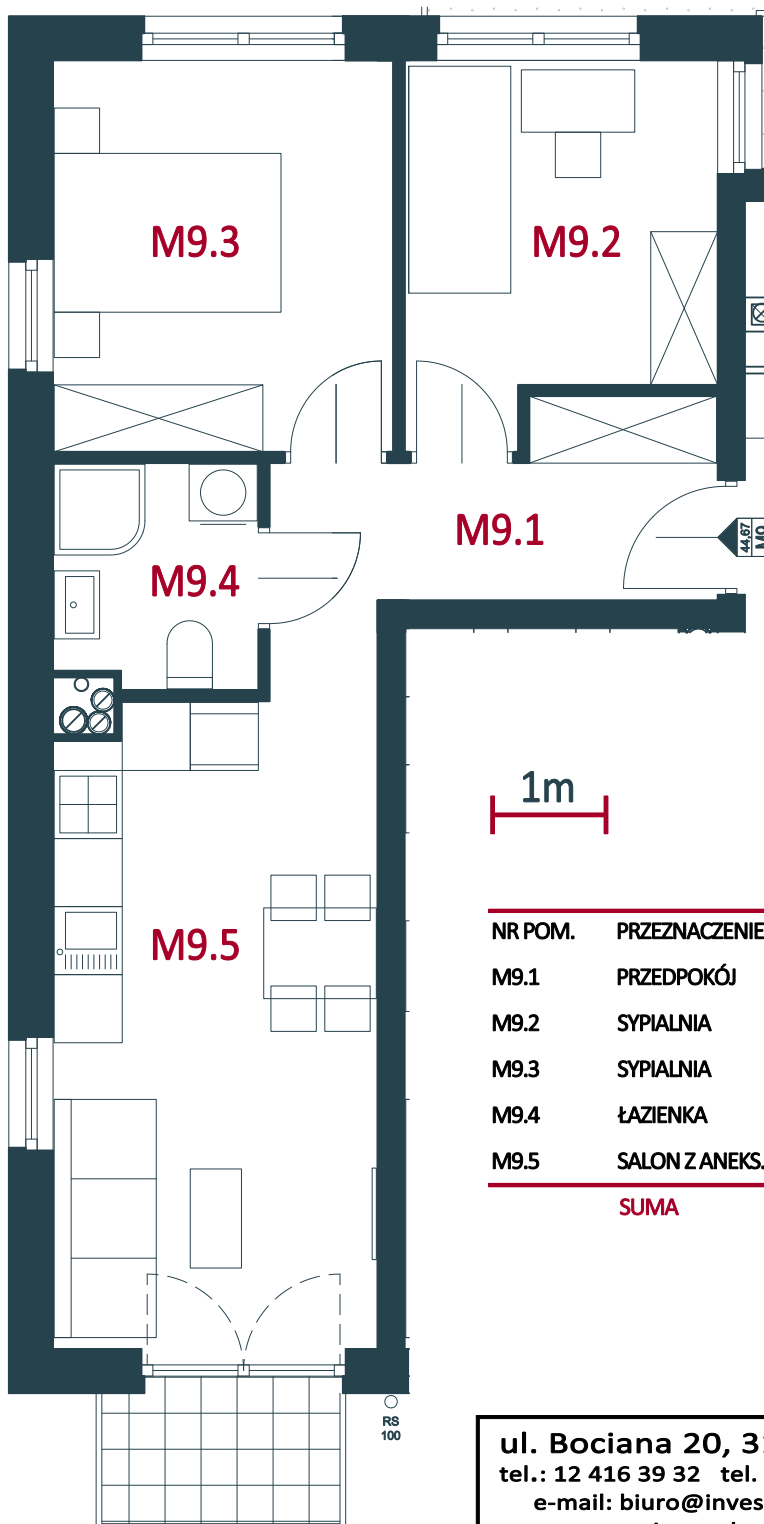 M9.3
M9.2
M9.1
44,67
M9
M9.4
M9.5
1m
NR POM. PRZEZNACZENIE
M9.1 PRZEDPOKÓJ
M9.2 SYPIALNIA
M9.3 SYPIALNIA
M9.4 ŁAZIENKA
M9.5 SALON Z ANEKS.
SUMA
RS
100
ul. Bociana 20, 31
tel.: 12 416 39 32 tel.
e-mail: biuro@inves